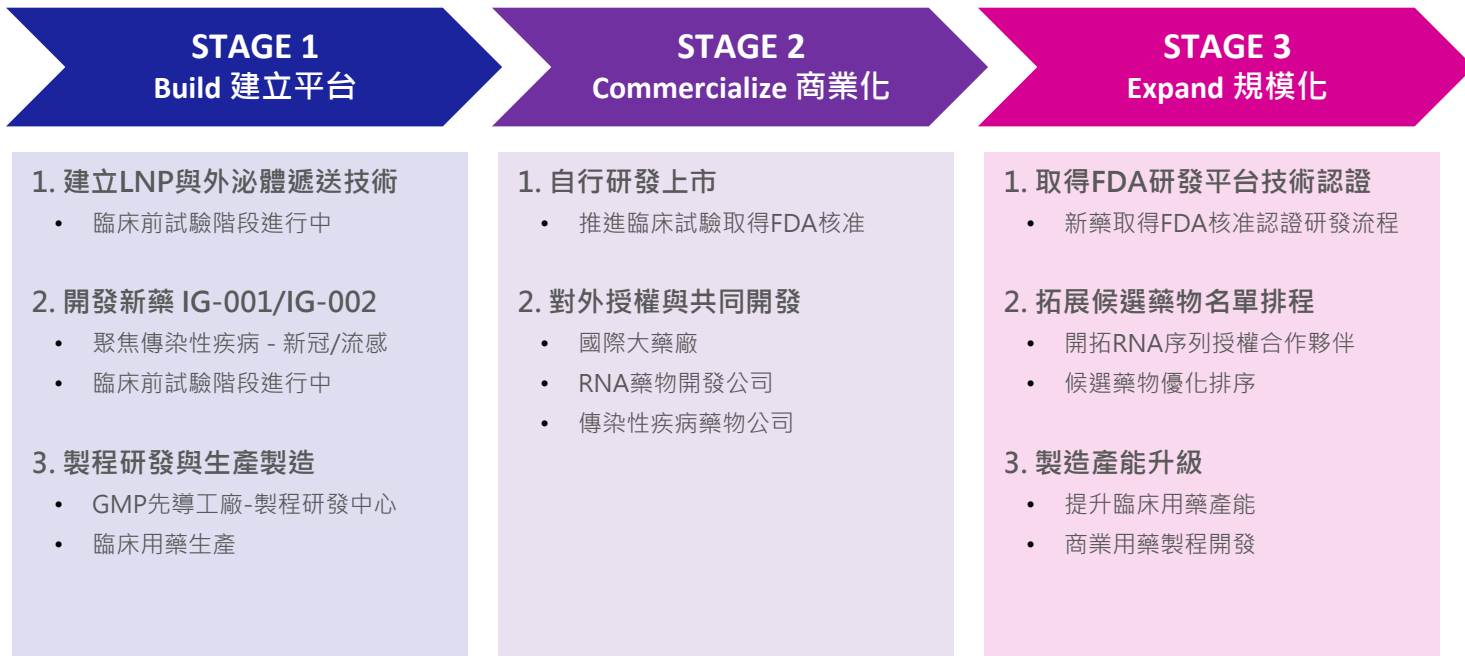 STAGE 1
Build 建立平台
1. 建立LNP與外泌體遞送技術
• 臨床前試驗階段進行中
2. 開發新藥 IG-001/IG-002
• 聚焦傳染性疾病 - 新冠/流感
• 臨床前試驗階段進行中
3. 製程研發與生產製造
• GMP先導工廠-製程研發中心
• 臨床用藥生產
STAGE 2
Commercialize 商業化
1. 自行研發上市
• 推進臨床試驗取得FDA核准
2. 對外授權與共同開發
• 國際大藥廠
• RNA藥物開發公司
• 傳染性疾病藥物公司
STAGE 3
Expand 規模化
1. 取得FDA研發平台技術認證
• 新藥取得FDA核准認證研發流程
2. 拓展候選藥物名單排程
• 開拓RNA序列授權合作夥伴
• 候選藥物優化排序
3. 製造產能升級
• 提升臨床用藥產能
• 商業用藥製程開發